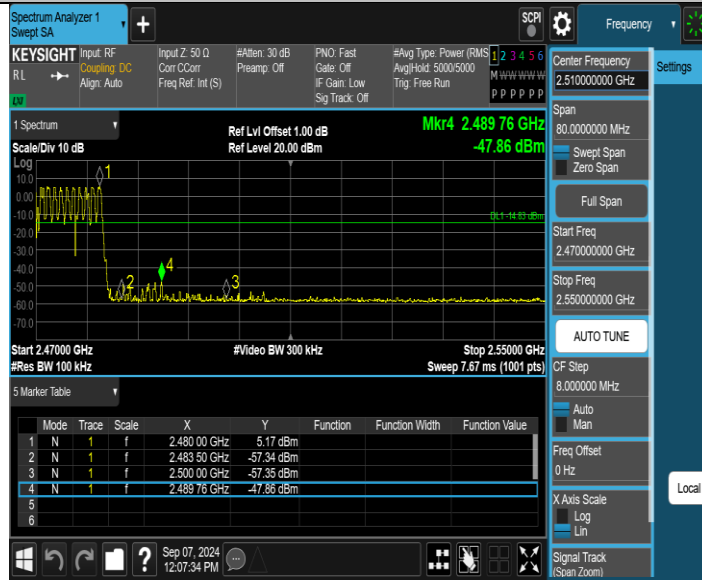 Spectrum Analyzer 1
Swept SA
+
SCPI
Frequency
KEYSIGHT
RL
LXI
Input: RF
Coupling: DC
Align: Auto
Input Z: 50 Ω
Corr CCorr
Freq Ref: Int (S)
#Atten: 30 dB
Preamp: Off
PNO: Fast
Gate: Off
IF Gain: Low
Sig Track: Off
#Avg Type: Power (RMS
Avg|Hold: 5000/5000
Trig: Free Run
1 2 3 4 5 6
M W W W W W
P P P P P P
1 Spectrum
Scale/Div 10 dB
Ref Lvl Offset 1.00 dB
Ref Level 20.00 dBm
Mkr4 2.489 76 GHz
-47.86 dBm
Log
10.0
0.00
-10.0
-20.0
-30.0
-40.0
-50.0
-60.0
-70.0
1
2
4
3
DL1 -14.83 dBm
Start 2.47000 GHz
#Res BW 100 kHz
#Video BW 300 kHz
Stop 2.55000 GHz
Sweep 7.67 ms (1001 pts)
5 Marker Table
Mode Trace Scale X Y Function Function Width Function Value
1 N 1 f 2.480 00 GHz 5.17 dBm
2 N 1 f 2.483 50 GHz -57.34 dBm
3 N 1 f 2.500 00 GHz -57.35 dBm
4 N 1 f 2.489 76 GHz -47.86 dBm
5
6
Sep 07, 2024
12:07:34 PM
?
Center Frequency
2.510000000 GHz
Span
80.0000000 MHz
Swept Span
Zero Span
Full Span
Start Freq
2.470000000 GHz
Stop Freq
2.550000000 GHz
AUTO TUNE
CF Step
8.000000 MHz
Auto
Man
Freq Offset
0 Hz
X Axis Scale
Log
Lin
Signal Track
(Span Zoom)
Settings
Local